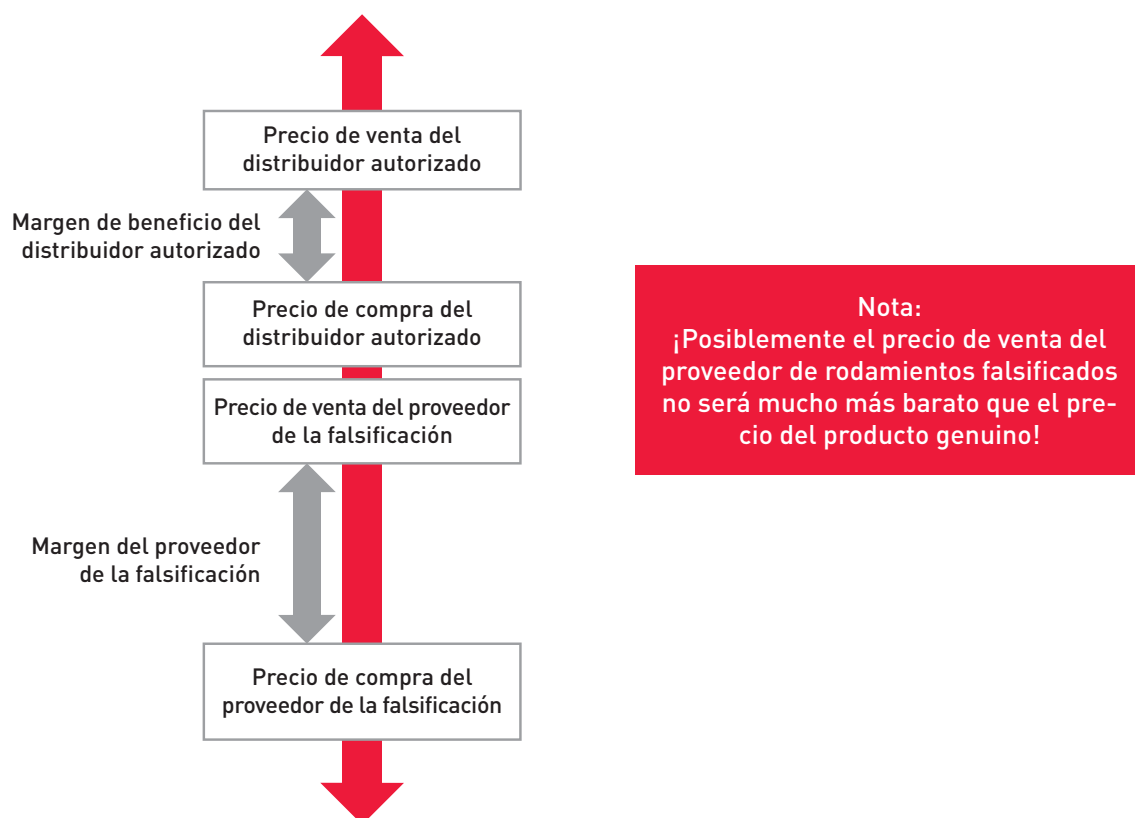 Precio de venta del
distribuidor autorizado
Margen de beneficio del
distribuidor autorizado
Precio de compra del
distribuidor autorizado
Precio de venta del proveedor
de la falsificación
Margen del proveedor
de la falsificación
Precio de compra del
proveedor de la falsificación
Nota:
¡Posiblemente el precio de venta del
proveedor de rodamientos falsificados
no será mucho más barato que el pre-
cio del producto genuino!